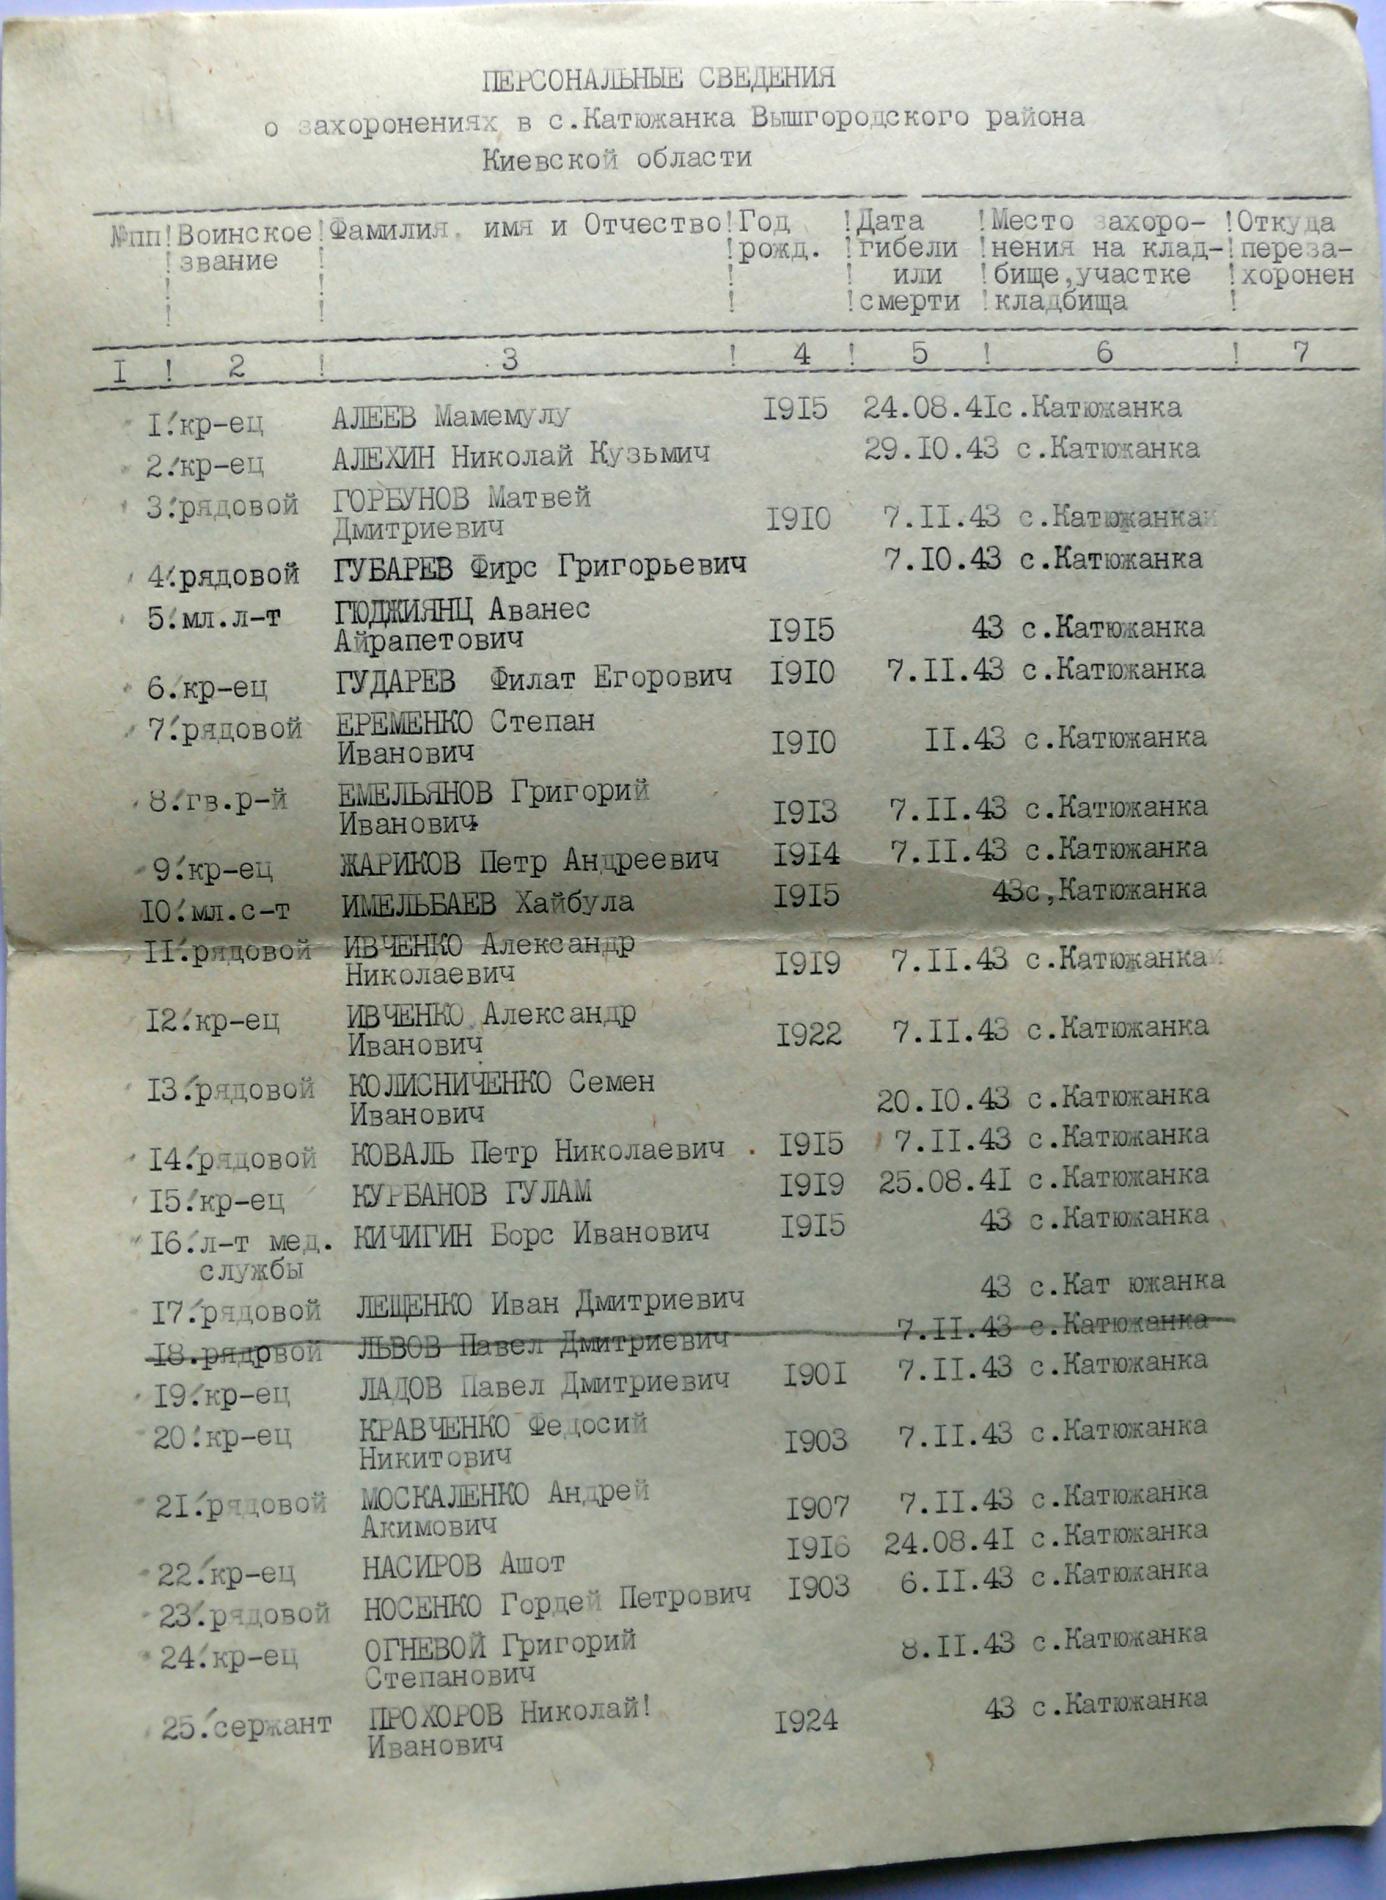 ПЕРСОНАЛЬНЫЕ СВЕДЕНИЯ
о захоронениях в с.Катюжанка Вышгородского района
Киевской области
№пп!Воинское!Фамилия, имя и Отчество!Год !Дата !Место захоро- !Откуда
!звание ! !рожд. !гибели !нения на клад-!переза-
! ! ! ! или !бище,участке !хоронен
! ! ! !смерти !кладбища !
I ! 2 ! 3 ! 4 ! 5 ! 6 ! 7
I.кр-ец АЛЕЕВ Мамемулу I9I5 24.08.4Iс.Катюжанка
2.кр-ец АЛЕХИН Николай Кузьмич 29.I0.43 с.Катюжанка
3.рядовой ГОРБУНОВ Матвей
Дмитриевич I9I0 7.II.43 с.Катюжанка
4.рядовой ГУБАРЕВ Фирс Григорьевич 7.I0.43 с.Катюжанка
5.мл.л-т ГЮДЖИЯНЦ Аванес
Айрапетович I9I5 43 с.Катюжанка
6.кр-ец ГУДАРЕВ Филат Егорович I9I0 7.II.43 с.Катюжанка
7.рядовой ЕРЕМЕНКО Степан
Иванович I9I0 II.43 с.Катюжанка
8.гв.р-й ЕМЕЛЬЯНОВ Григорий
Иванович I9I3 7.II.43 с.Катюжанка
9.кр-ец ЖАРИКОВ Петр Андреевич I9I4 7.II.43 с.Катюжанка
I0.мл.с-т ИМЕЛЬБАЕВ Хайбула I9I5 43с,Катюжанка
II.рядовой ИВЧЕНКО Александр
Николаевич I9I9 7.II.43 с.Катюжанка
I2.кр-ец ИВЧЕНКО Александр
Иванович I922 7.II.43 с.Катюжанка
I3.рядовой КОЛИСНИЧЕНКО Семен
Иванович 20.I0.43 с.Катюжанка
I4.рядовой КОВАЛЬ Петр Николаевич I9I5 7.II.43 с.Катюжанка
I5.кр-ец КУРБАНОВ ГУЛАМ I9I9 25.08.4I с.Катюжанка
I6.л-т мед. КИЧИГИН Борс Иванович I9I5 43 с.Катюжанка
службы
I7.рядовой ЛЕЩЕНКО Иван Дмитриевич 43 с.Кат южанка
I8.рядовой ЛЬВОВ Павел Дмитриевич 7.II.43 с.Катюжанка
I9.кр-ец ЛАДОВ Павел Дмитриевич I90I 7.II.43 с.Катюжанка
20.кр-ец КРАВЧЕНКО Федосий
Никитович I903 7.II.43 с.Катюжанка
2I.рядовой МОСКАЛЕНКО Андрей
Акимович I907 7.II.43 с.Катюжанка
22.кр-ец НАСИРОВ Ашот I9I6 24.08.4I с.Катюжанка
23.рядовой НОСЕНКО Гордей Петрович I903 6.II.43 с.Катюжанка
24.кр-ец ОГНЕВОЙ Григорий
Степанович 8.II.43 с.Катюжанка
25.сержант ПРОХОРОВ Николай!
Иванович I924 43 с.Катюжанка